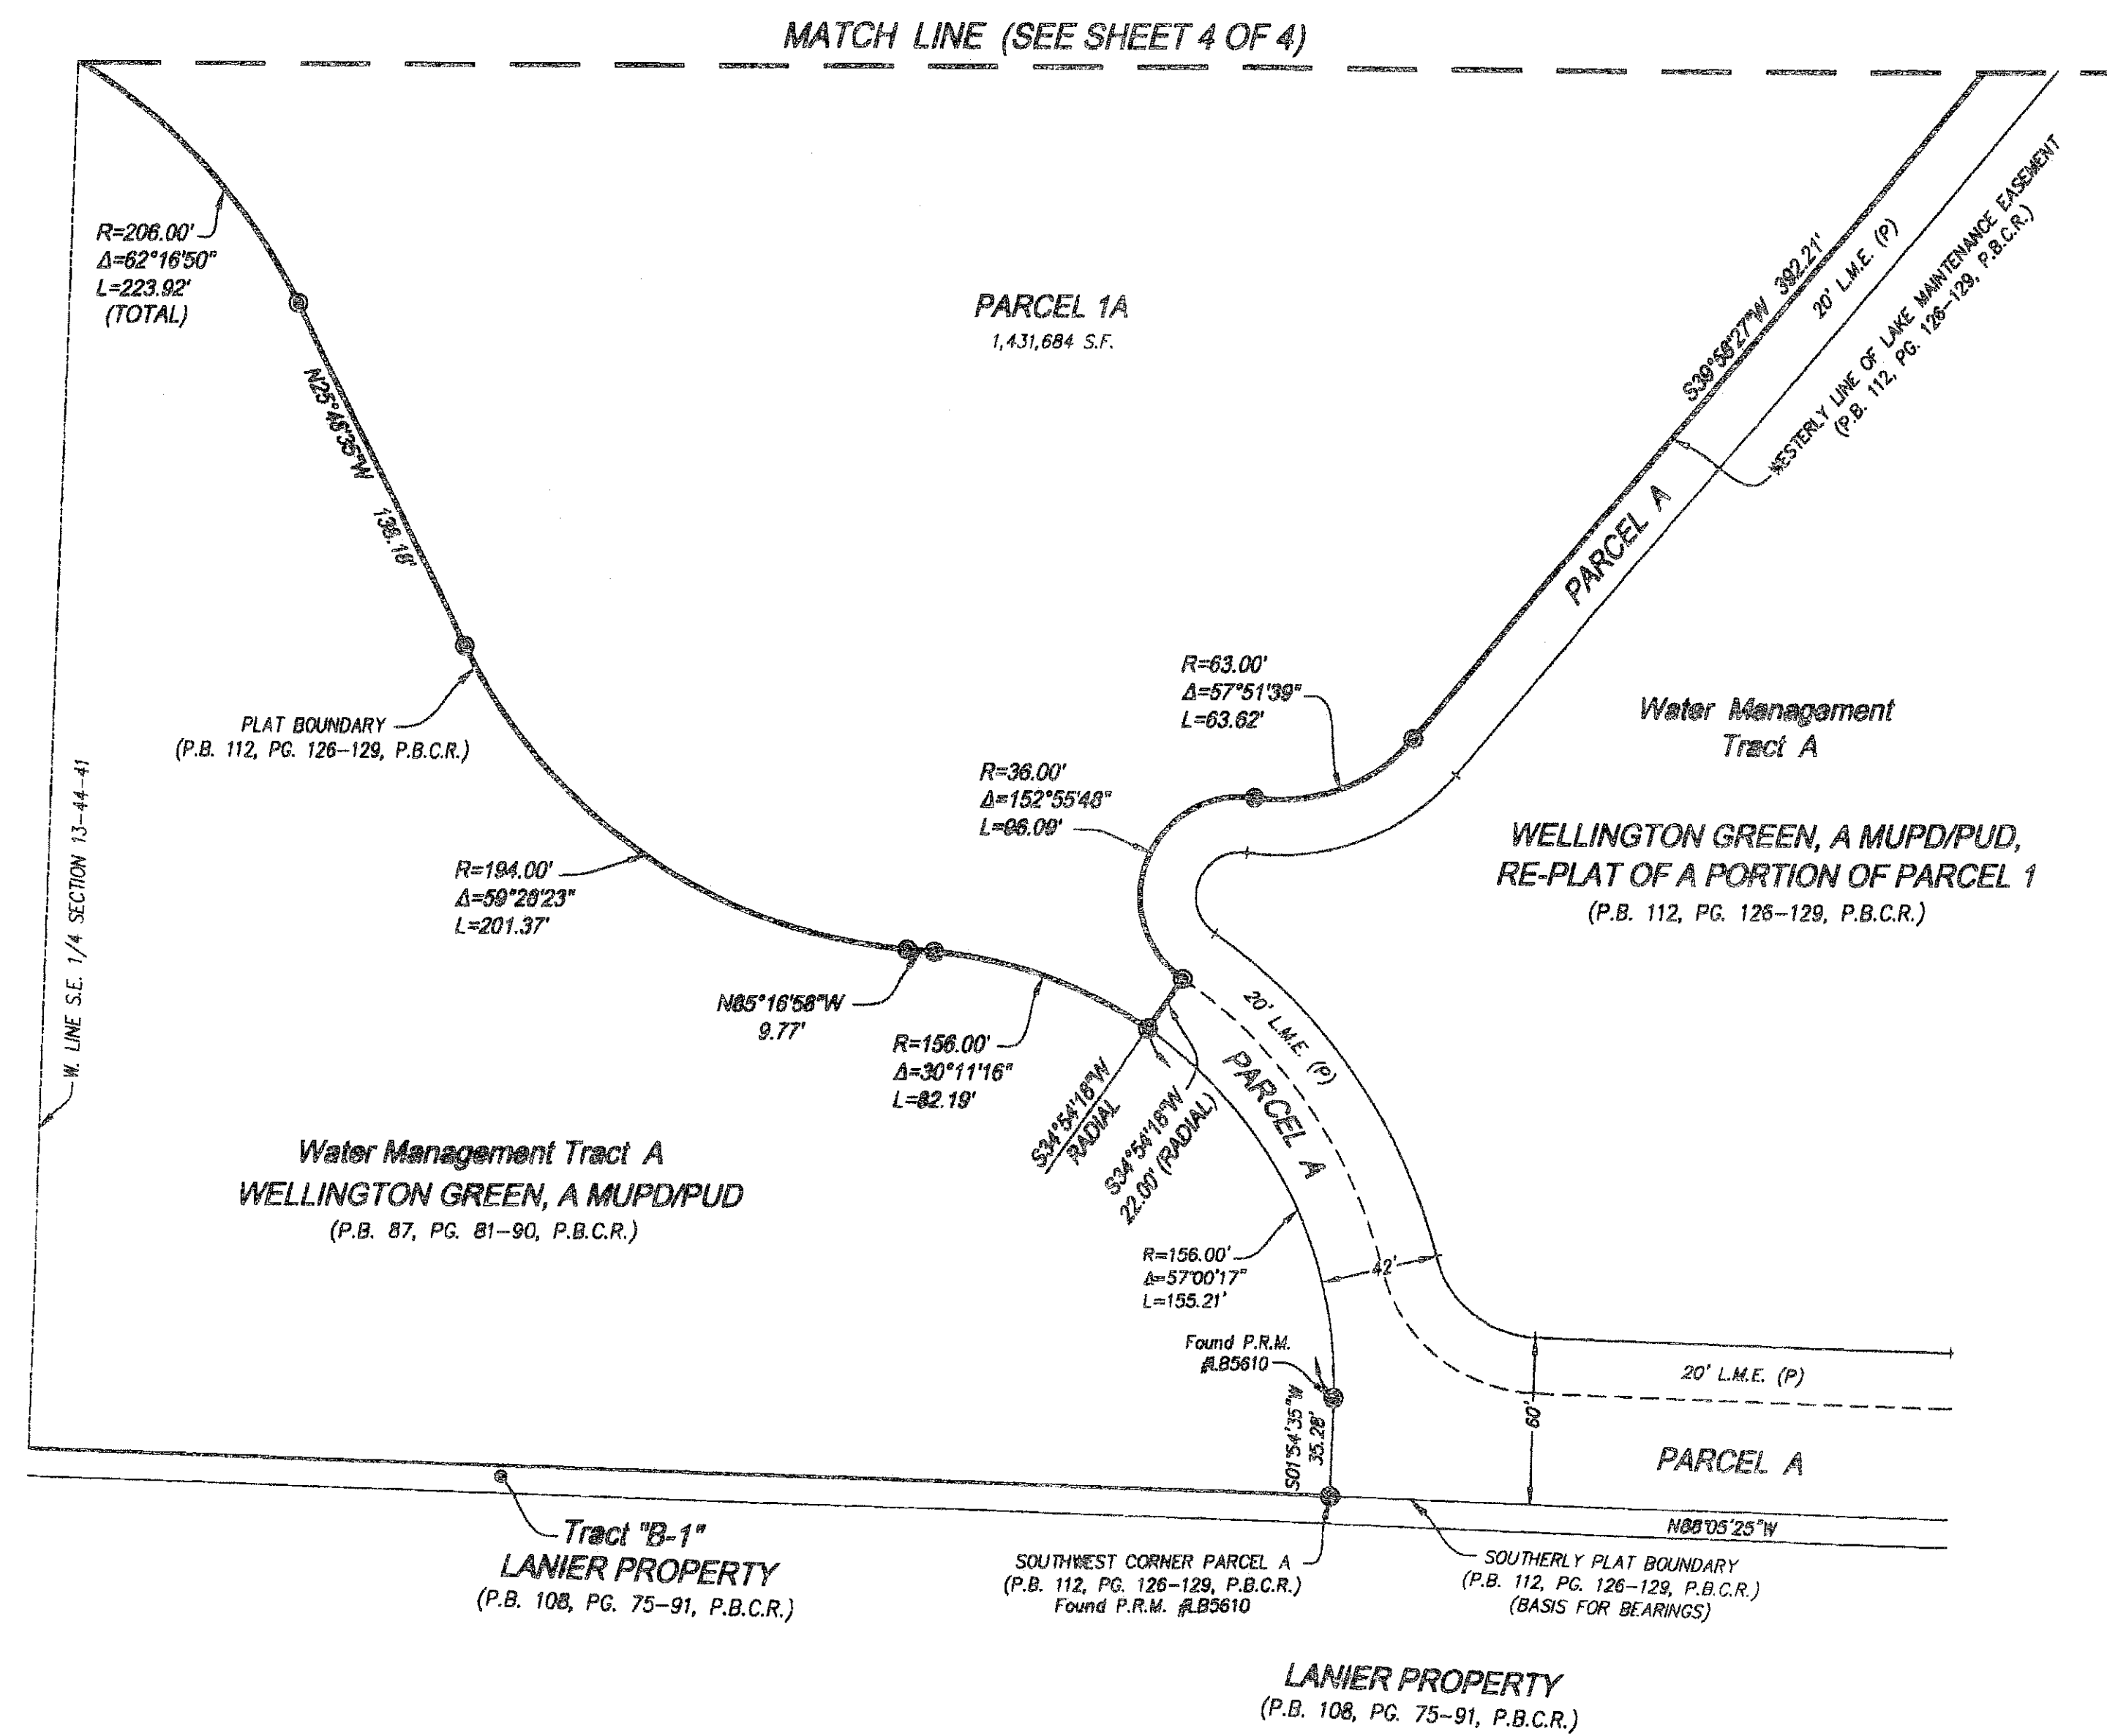 MATCH LINE (SEE SHEET 4 OF 4)
R=206.00'
Δ=62°16'50"
L=223.92'
(TOTAL)
PARCEL 1A
1,431,684 S.F.
S39°58'27"W 392.21'
20' L.M.E. (P)
WESTERLY LINE OF LAKE MAINTENANCE EASEMENT
(P.B. 112, PG. 126-129, P.B.C.R.)
N25°48'35"W 138.18'
PARCEL A
R=63.00'
Δ=57°51'39"
L=63.62'
Water Management
Tract A
PLAT BOUNDARY
(P.B. 112, PG. 126-129, P.B.C.R.)
W. LINE S.E. 1/4 SECTION 13-44-41
R=36.00'
Δ=152°55'48"
L=96.09'
WELLINGTON GREEN, A MUPD/PUD,
RE-PLAT OF A PORTION OF PARCEL 1
(P.B. 112, PG. 126-129, P.B.C.R.)
R=194.00'
Δ=59°28'23"
L=201.37'
N85°16'58"W
9.77'
R=156.00'
Δ=30°11'16"
L=82.19'
S34°54'18"W
RADIAL
S34°54'18"W
22.00' (RADIAL)
20' L.M.E. (P)
PARCEL A
Water Management Tract A
WELLINGTON GREEN, A MUPD/PUD
(P.B. 87, PG. 81-90, P.B.C.R.)
R=156.00'
Δ=57°00'17"
L=155.21'
42'
Found P.R.M.
#LB5610
S01°54'35"W
35.28'
20' L.M.E. (P)
60'
PARCEL A
N88°05'25"W
Tract "B-1"
LANIER PROPERTY
(P.B. 108, PG. 75-91, P.B.C.R.)
SOUTHWEST CORNER PARCEL A
(P.B. 112, PG. 126-129, P.B.C.R.)
Found P.R.M. #LB5610
SOUTHERLY PLAT BOUNDARY
(P.B. 112, PG. 126-129, P.B.C.R.)
(BASIS FOR BEARINGS)
LANIER PROPERTY
(P.B. 108, PG. 75-91, P.B.C.R.)